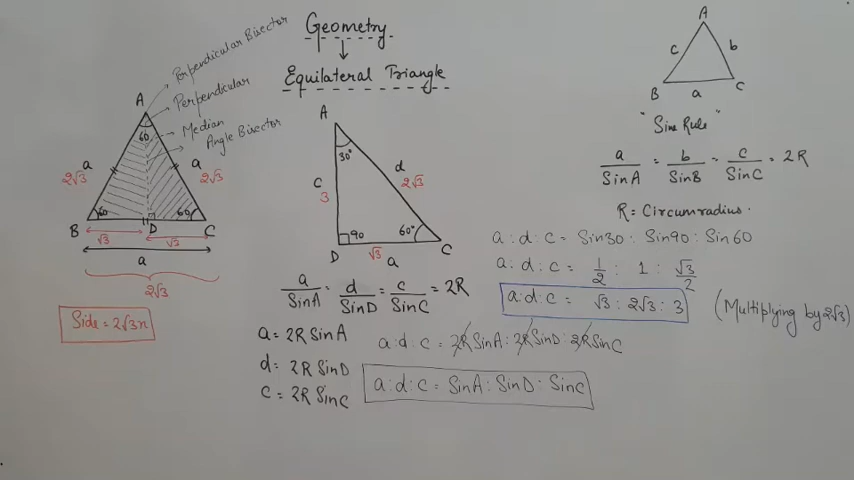 Geometry.
Equilateral Triangle
Perpendicular Bisector
Perpendicular
Median
Angle Bisector
A
60
a
2√3
a
2√3
60
60
B
D
C
√3
√3
a
2√3
Side = 2√3x
A
30°
c
3
d
2√3
90
60°
D
C
√3
a
a/SinA = d/SinD = c/SinC = 2R
a = 2R SinA
d = 2R SinD
c = 2R SinC
a:d:c = 2R SinA : 2R SinD : 2R SinC
a:d:c = SinA : SinD : SinC
A
c
b
B
a
C
"Sine Rule"
a/SinA = b/SinB = c/SinC = 2R
R = Circumradius.
a:d:c = Sin30 : Sin90 : Sin60
a:d:c = 1/2 : 1 : √3/2
a:d:c = √3 : 2√3 : 3
(Multiplying by 2√3)